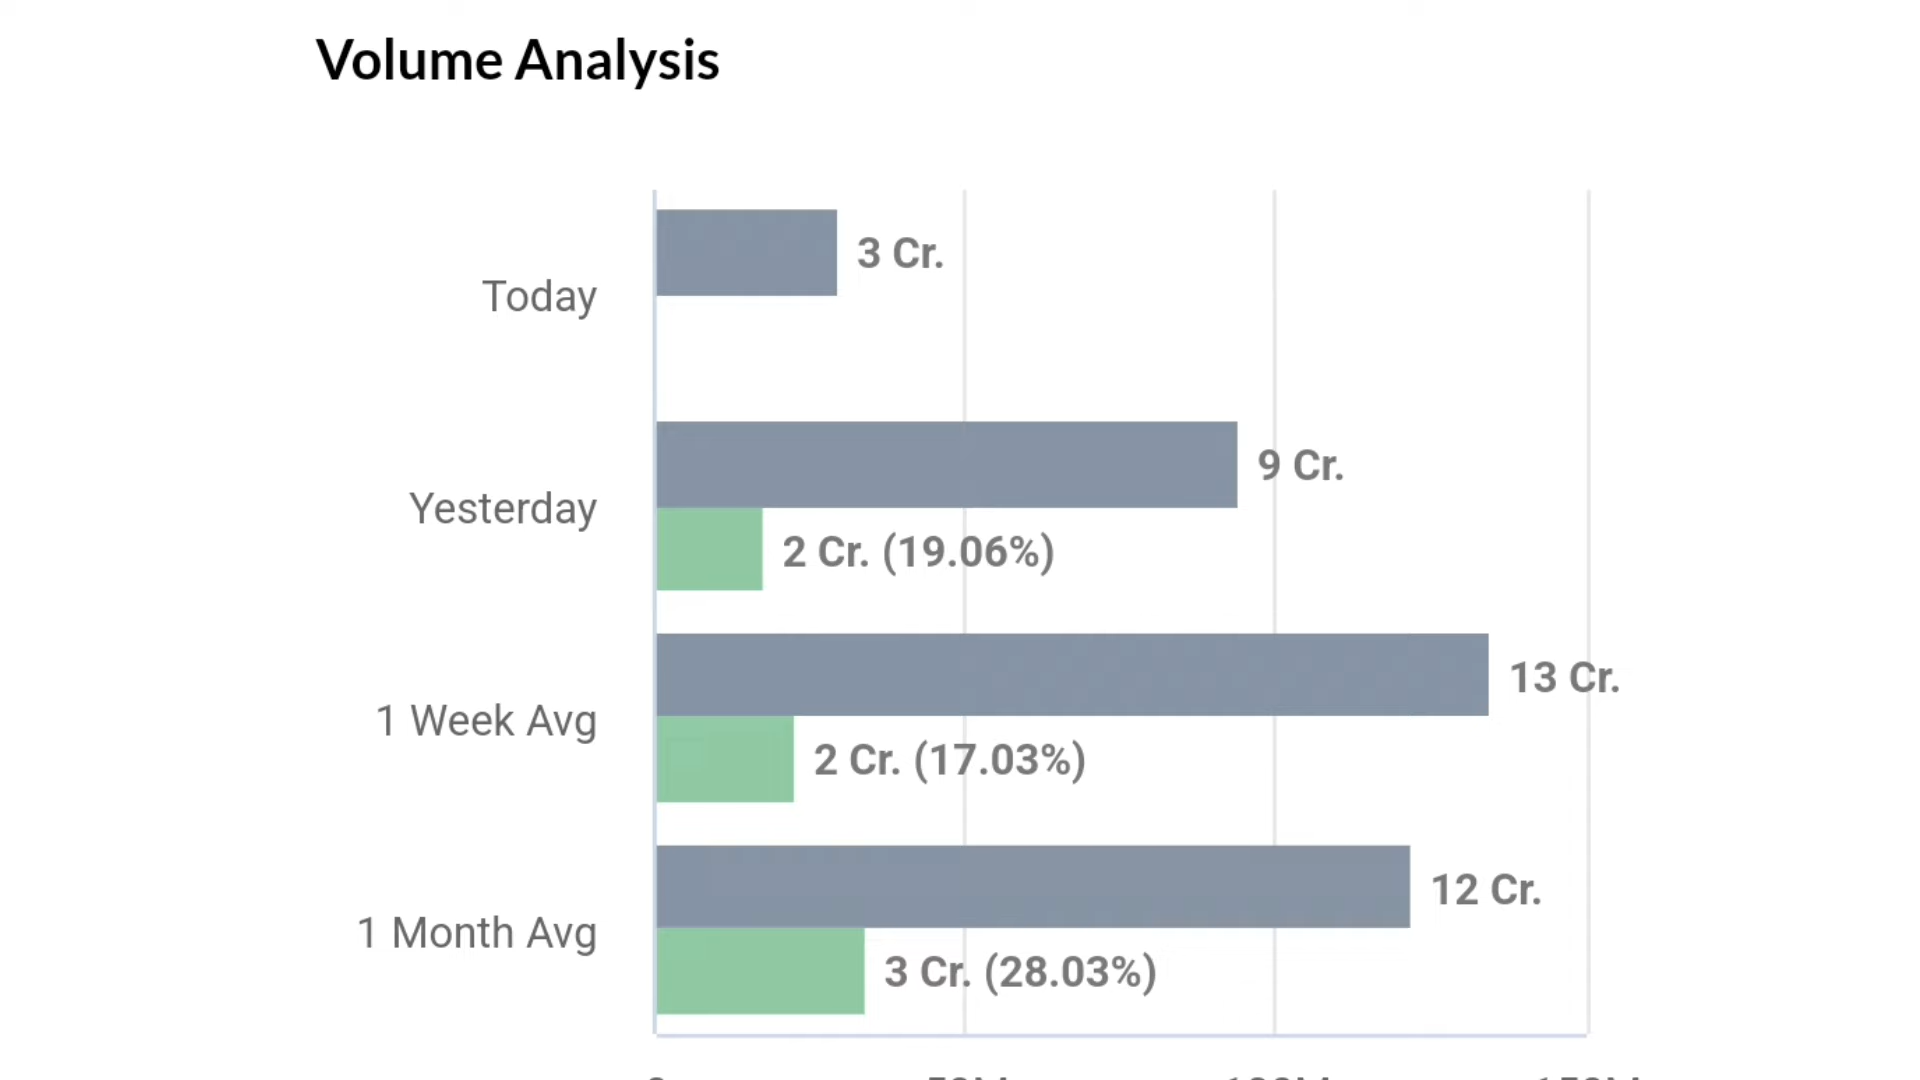 Volume Analysis
Today
3 Cr.
Yesterday
9 Cr.
2 Cr. (19.06%)
1 Week Avg
13 Cr.
2 Cr. (17.03%)
1 Month Avg
12 Cr.
3 Cr. (28.03%)